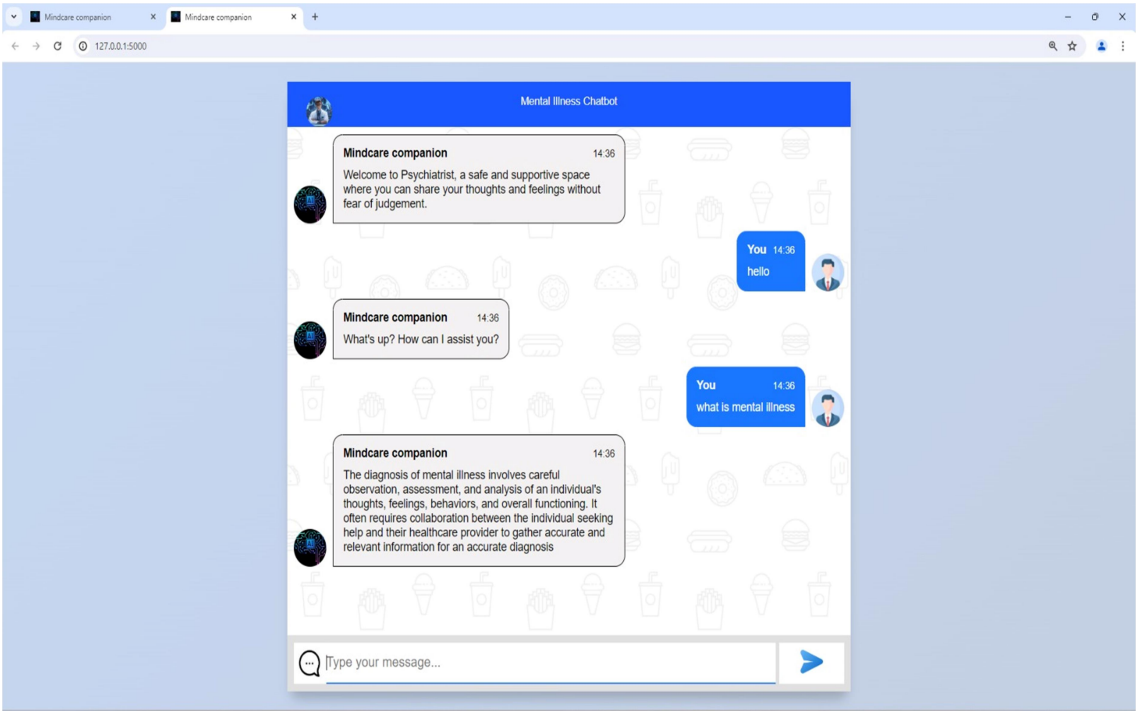 Mindcare companion
Mindcare companion
127.0.0.1:5000
Mental Illness Chatbot
Mindcare companion 14:36
Welcome to Psychiatrist, a safe and supportive space
where you can share your thoughts and feelings without
fear of judgement.
You 14:36
hello
Mindcare companion 14:36
What's up? How can I assist you?
You 14:36
what is mental illness
Mindcare companion 14:36
The diagnosis of mental illness involves careful
observation, assessment, and analysis of an individual's
thoughts, feelings, behaviors, and overall functioning. It
often requires collaboration between the individual seeking
help and their healthcare provider to gather accurate and
relevant information for an accurate diagnosis
Type your message...